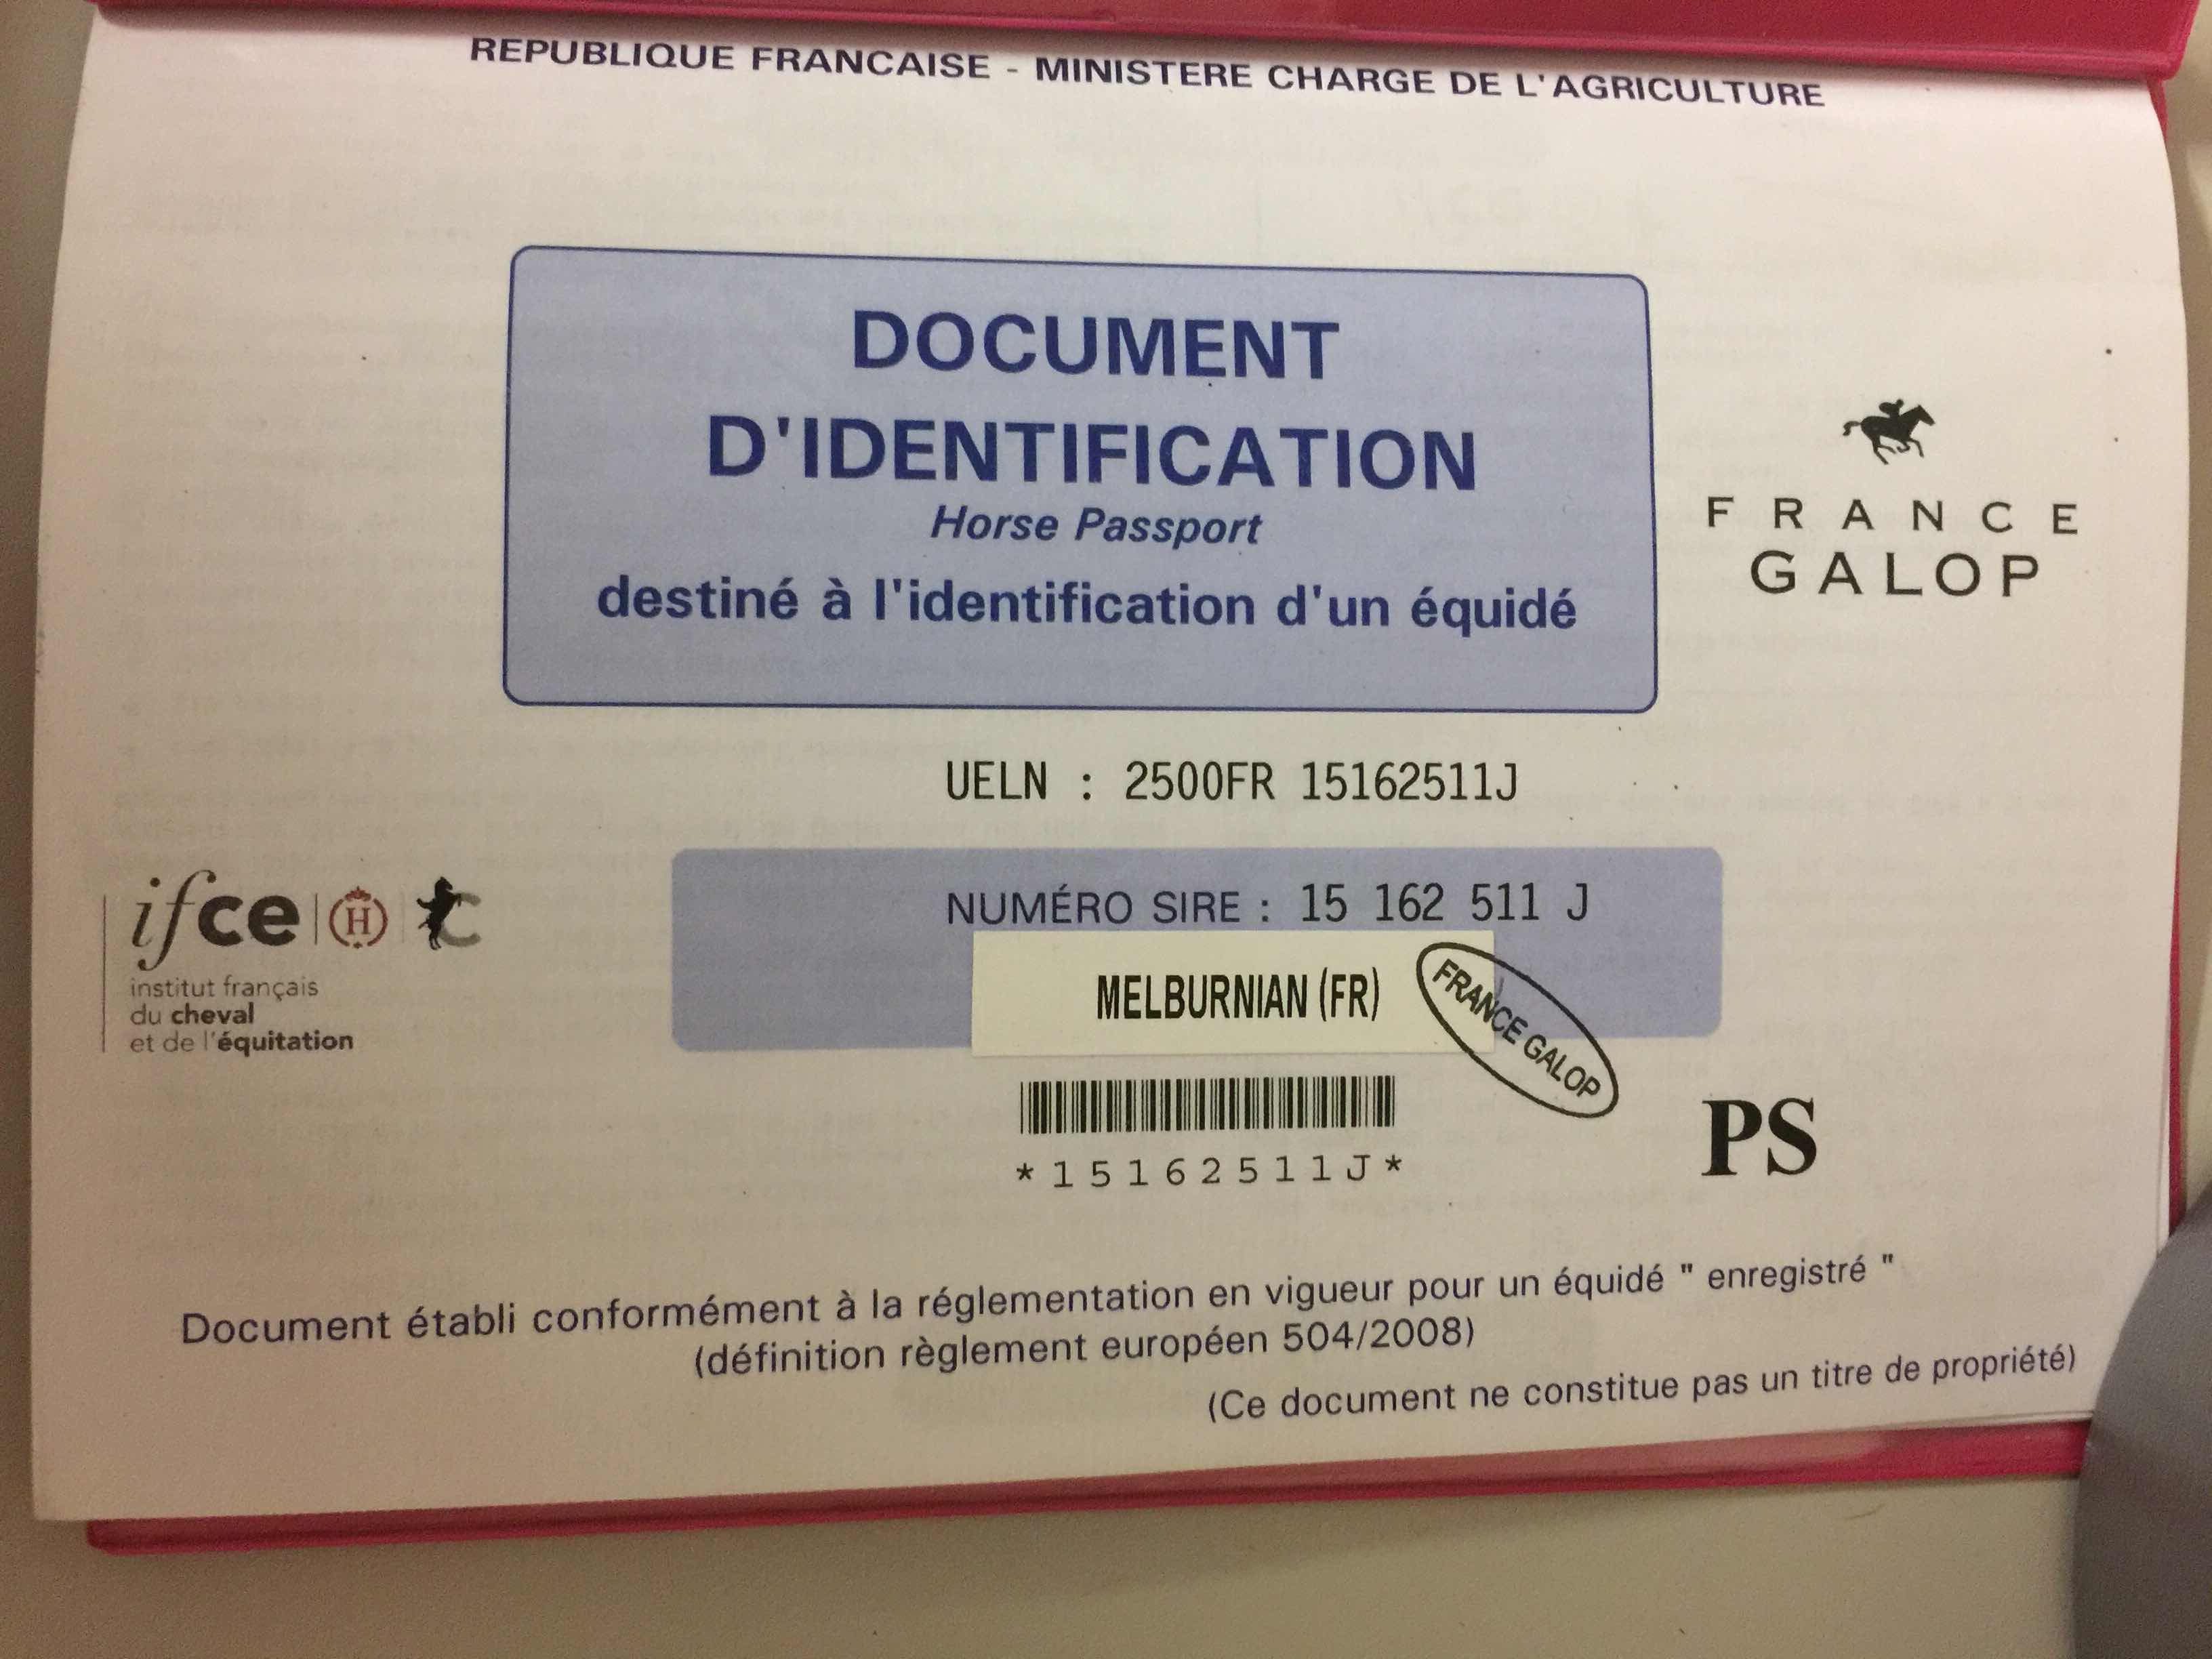 REPUBLIQUE FRANCAISE - MINISTERE CHARGE DE L'AGRICULTURE
DOCUMENT
D'IDENTIFICATION
Horse Passport
destiné à l'identification d'un équidé
FRANCE
GALOP
UELN : 2500FR 15162511J
ifce H C
institut français
du cheval
et de l'équitation
NUMÉRO SIRE : 15 162 511 J
MELBURNIAN (FR)
FRANCE GALOP
*15162511J*
PS
Document établi conformément à la réglementation en vigueur pour un équidé " enregistré "
(définition règlement européen 504/2008)
(Ce document ne constitue pas un titre de propriété)